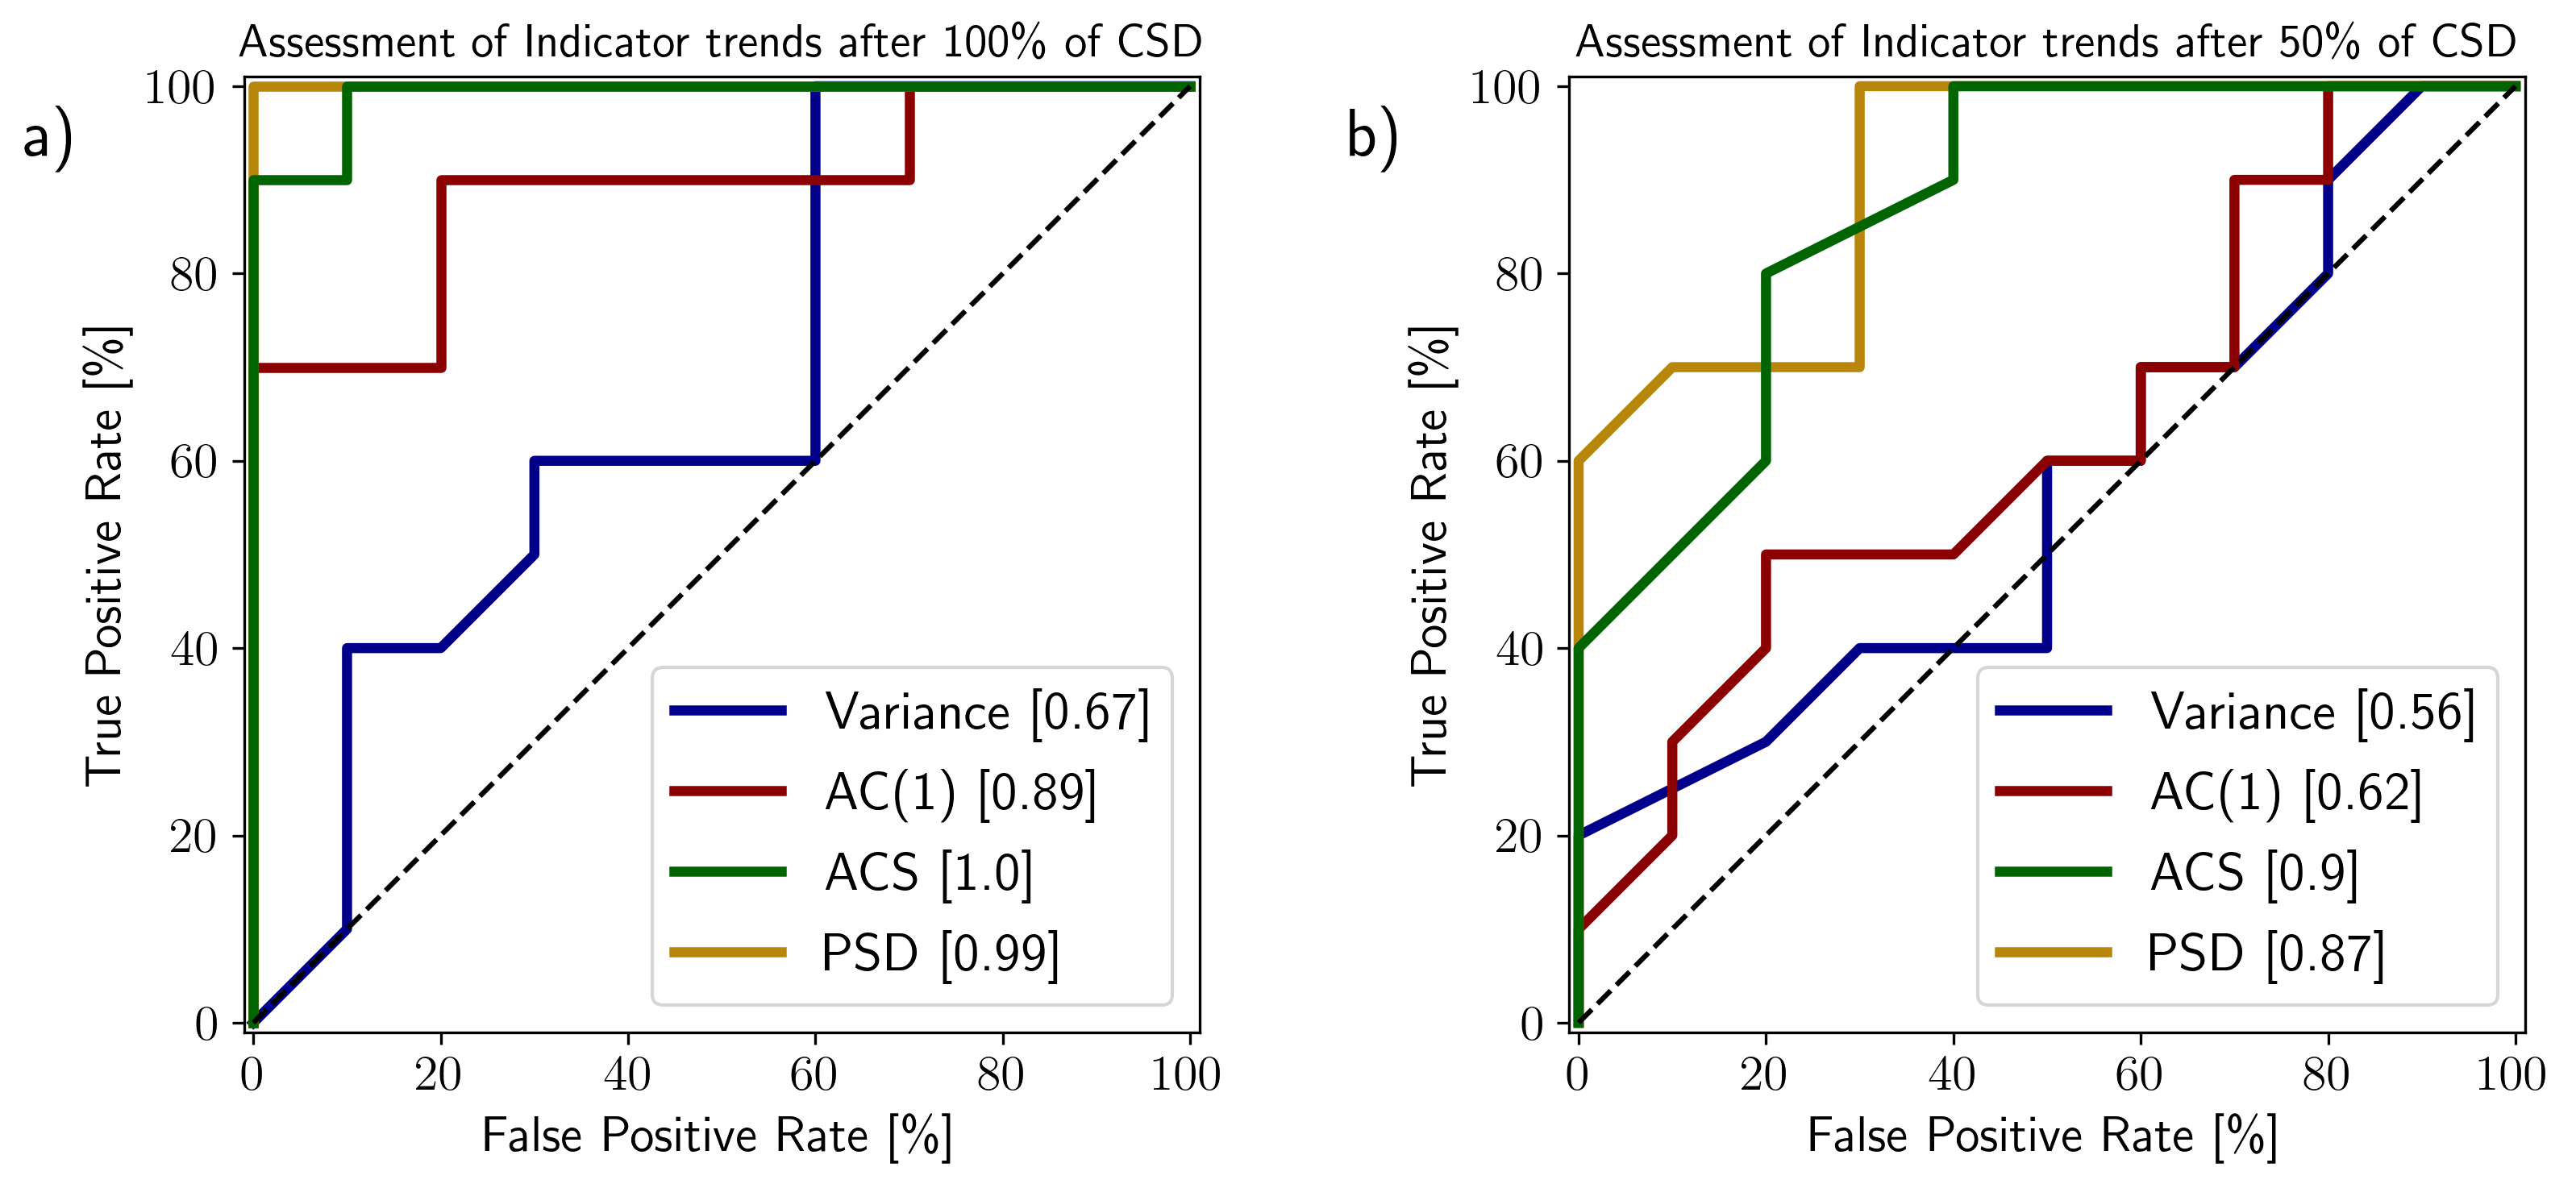 Assessment of Indicator trends after 100% of CSD
a)
True Positive Rate [%]
100
80
60
40
20
0
Variance [0.67]
AC(1) [0.89]
ACS [1.0]
PSD [0.99]
0 20 40 60 80 100
False Positive Rate [%]
Assessment of Indicator trends after 50% of CSD
b)
True Positive Rate [%]
100
80
60
40
20
0
Variance [0.56]
AC(1) [0.62]
ACS [0.9]
PSD [0.87]
0 20 40 60 80 100
False Positive Rate [%]